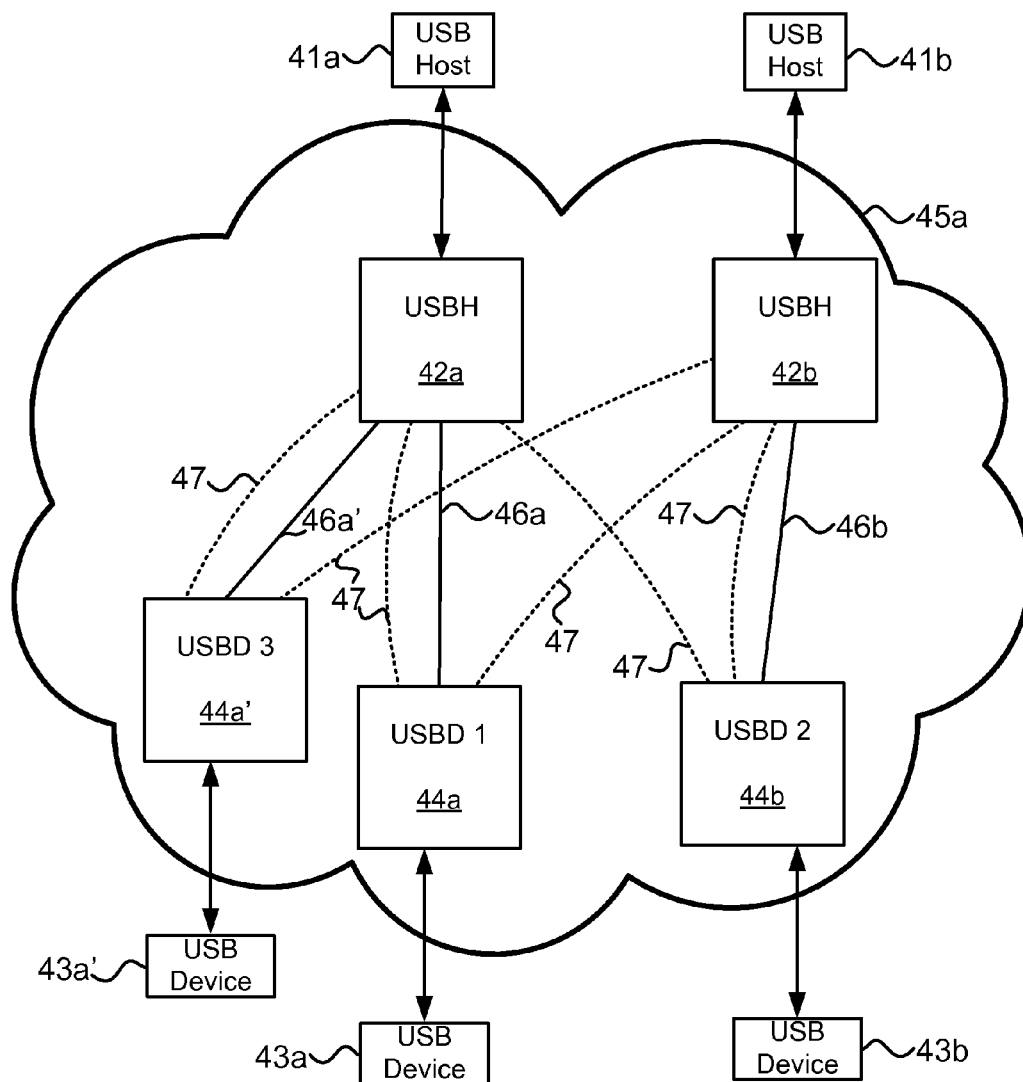 USB
Host
41a
USB
Host
41b
45a
USBH
42a
USBH
42b
47
46a’
46a
47
46b
47
47
47
USBD 3
44a’
USBD 1
44a
USBD 2
44b
USB
Device
43a’
USB
Device
43a
USB
Device
43b